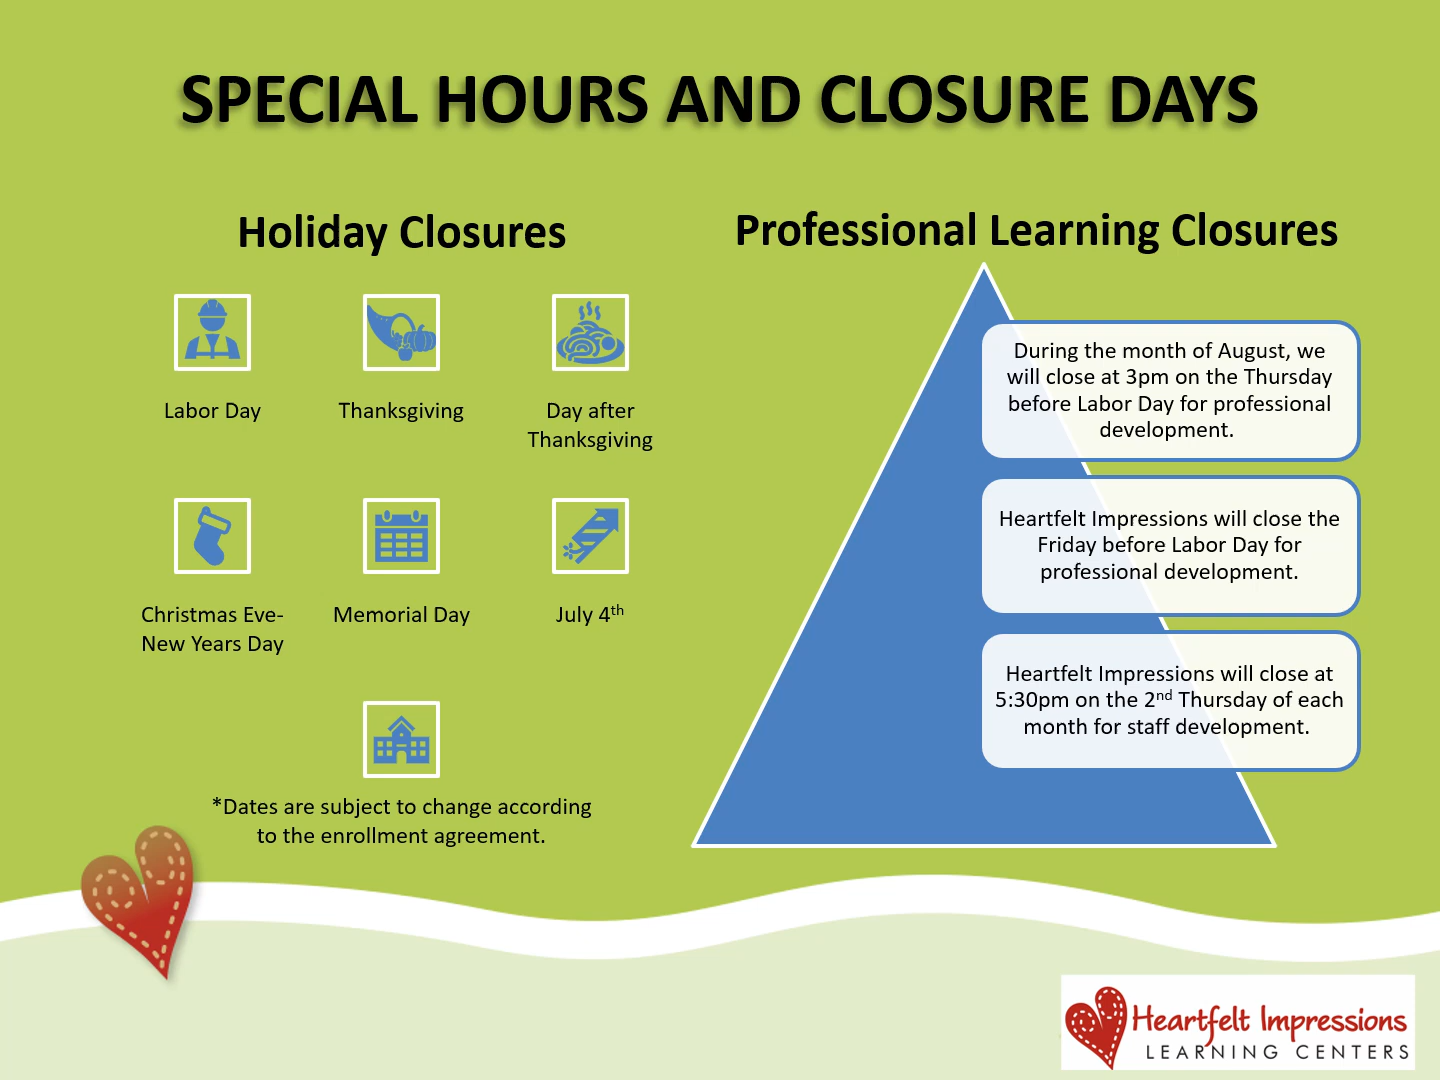 SPECIAL HOURS AND CLOSURE DAYS
Holiday Closures
Labor Day
Thanksgiving
Day after
Thanksgiving
Christmas Eve-
New Years Day
Memorial Day
July 4th
*Dates are subject to change according
to the enrollment agreement.
Professional Learning Closures
During the month of August, we
will close at 3pm on the Thursday
before Labor Day for professional
development.
Heartfelt Impressions will close the
Friday before Labor Day for
professional development.
Heartfelt Impressions will close at
5:30pm on the 2nd Thursday of each
month for staff development.
Heartfelt Impressions
LEARNING CENTERS